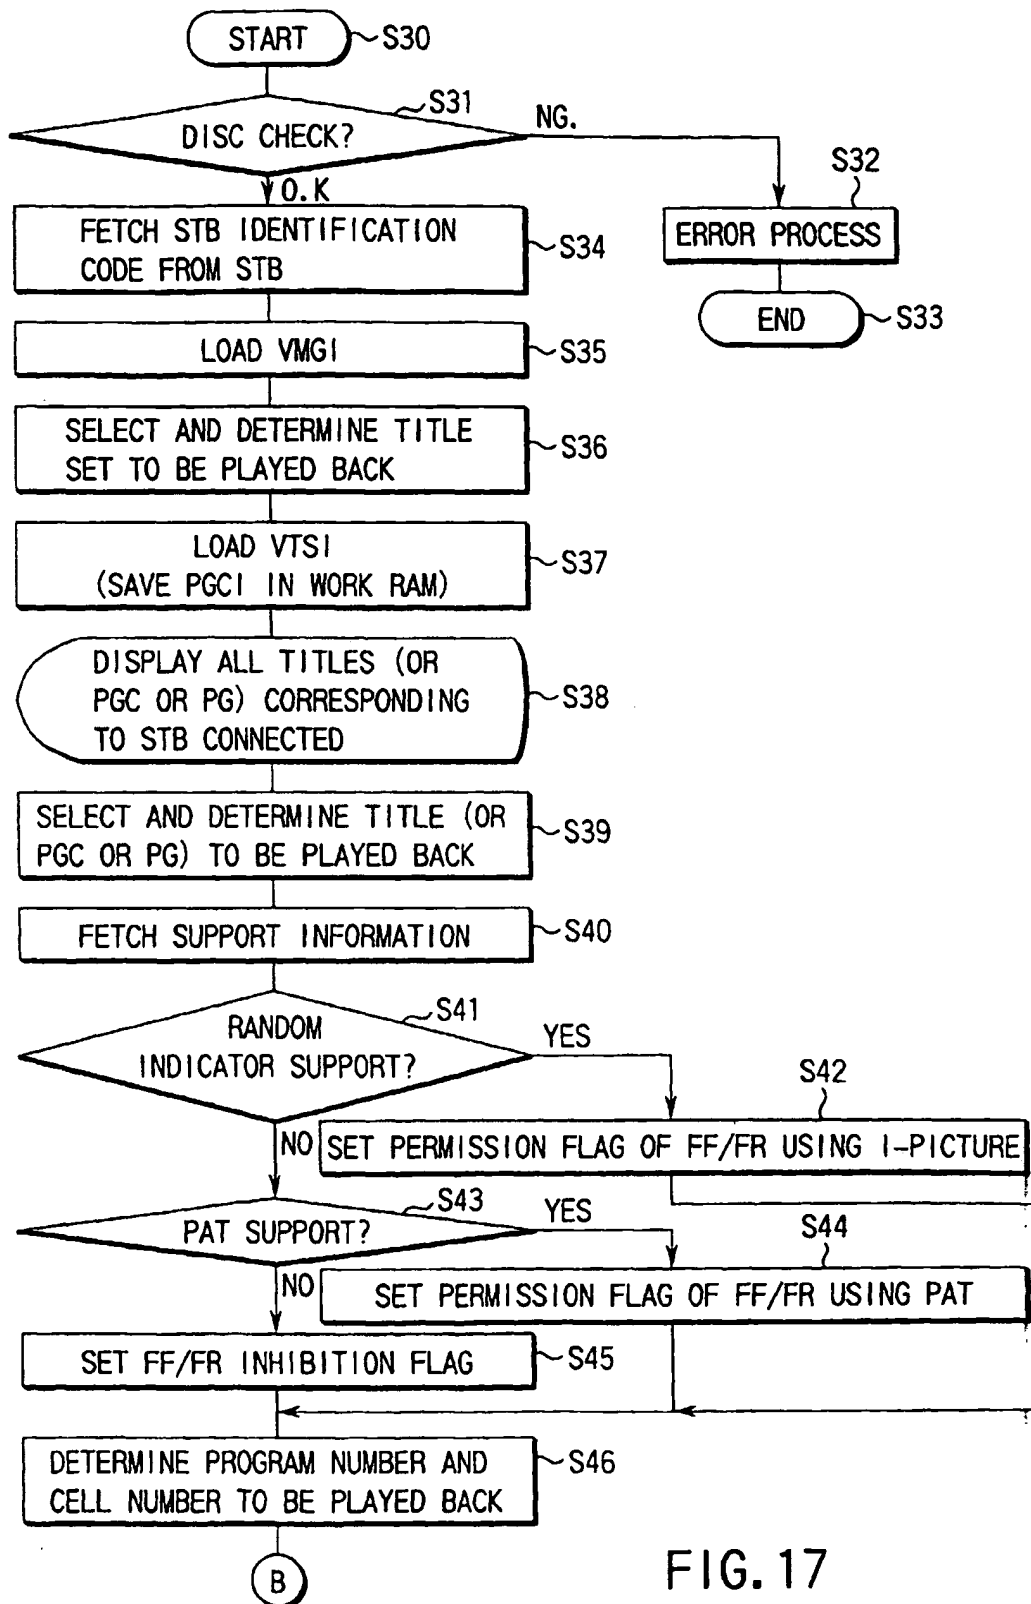 START
S30
S31
DISC CHECK?
NG.
O.K
S32
ERROR PROCESS
END
S33
FETCH STB IDENTIFICATION
CODE FROM STB
S34
LOAD VMGI
S35
SELECT AND DETERMINE TITLE
SET TO BE PLAYED BACK
S36
LOAD VTSI
(SAVE PGCI IN WORK RAM)
S37
DISPLAY ALL TITLES (OR
PGC OR PG) CORRESPONDING
TO STB CONNECTED
S38
SELECT AND DETERMINE TITLE (OR
PGC OR PG) TO BE PLAYED BACK
S39
FETCH SUPPORT INFORMATION
S40
S41
RANDOM
INDICATOR SUPPORT?
YES
NO
S42
SET PERMISSION FLAG OF FF/FR USING I-PICTURE
S43
PAT SUPPORT?
YES
NO
S44
SET PERMISSION FLAG OF FF/FR USING PAT
SET FF/FR INHIBITION FLAG
S45
DETERMINE PROGRAM NUMBER AND
CELL NUMBER TO BE PLAYED BACK
S46
B
FIG. 17